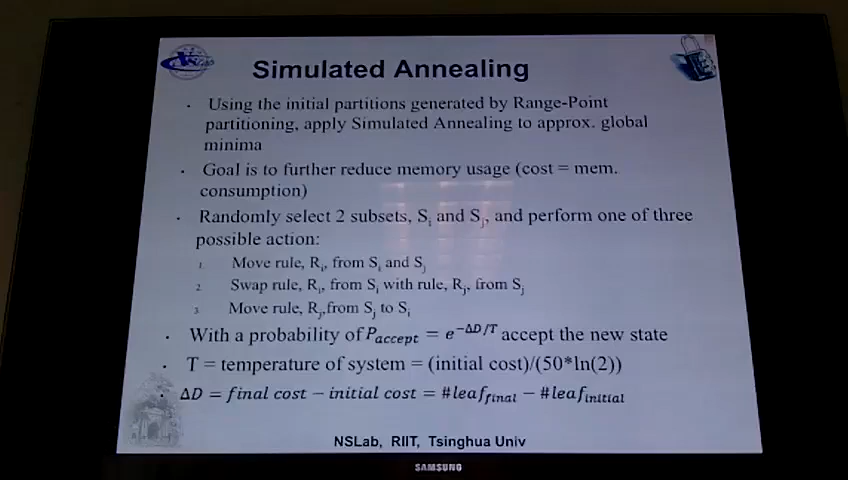 Simulated Annealing
· Using the initial partitions generated by Range-Point
partitioning, apply Simulated Annealing to approx. global
minima
· Goal is to further reduce memory usage (cost = mem.
consumption)
· Randomly select 2 subsets, Sᵢ and Sⱼ, and perform one of three
possible action:
1. Move rule, Rᵢ, from Sᵢ and Sⱼ
2. Swap rule, Rᵢ, from Sᵢ with rule, Rⱼ, from Sⱼ
3. Move rule, Rⱼ,from Sⱼ to Sᵢ
· With a probability of P_accept = e^{-ΔD/T} accept the new state
· T = temperature of system = (initial cost)/(50*ln(2))
· ΔD = final cost − initial cost = #leaf_final − #leaf_initial
NSLab, RIIT, Tsinghua Univ
SAMSUNG